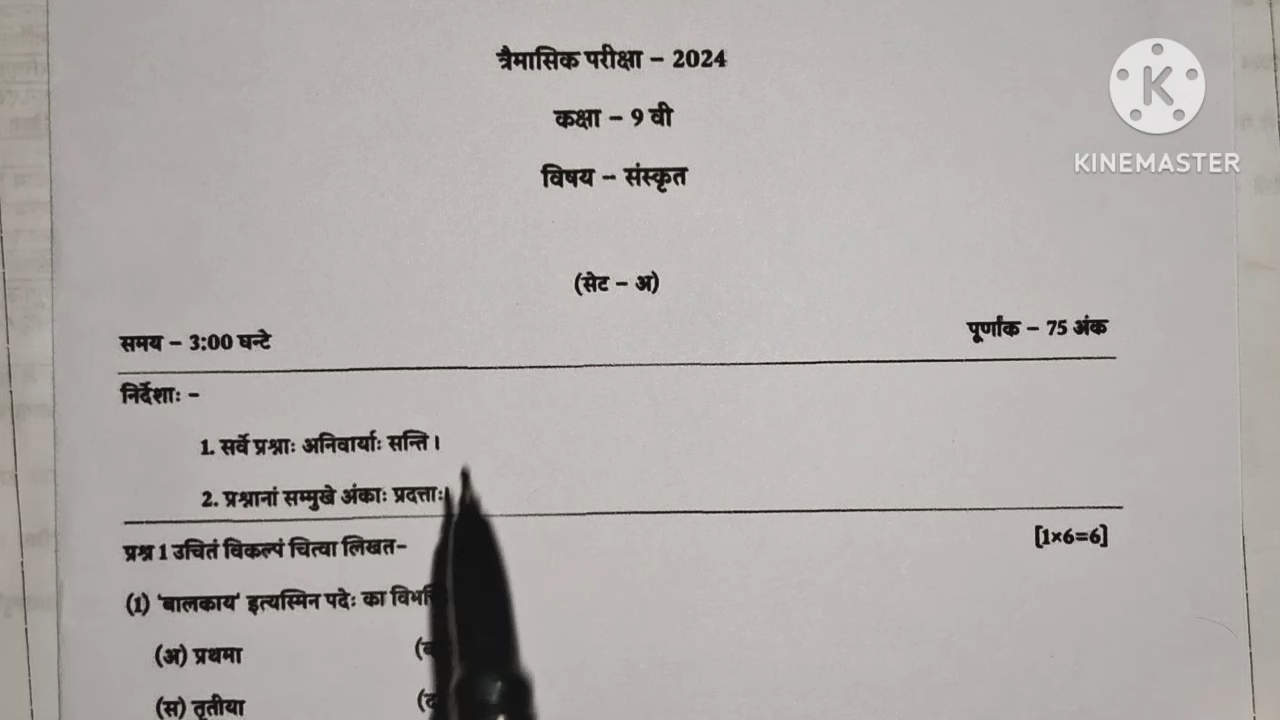 त्रैमासिक परीक्षा – 2024
कक्षा – 9 वी
विषय – संस्कृत
(सेट – अ)
समय – 3:00 घन्टे
पूर्णांक – 75 अंक
निर्देशाः –
1. सर्वे प्रश्नाः अनिवार्याः सन्ति।
2. प्रश्नानां सम्मुखे अंकाः प्रदत्ताः।
प्रश्न 1 उचितं विकल्पं चित्वा लिखत–
[1×6=6]
(1) 'बालकाय' इत्यस्मिन पदेः का
(अ) प्रथमा
(स) तृतीया
K
KINEMASTER